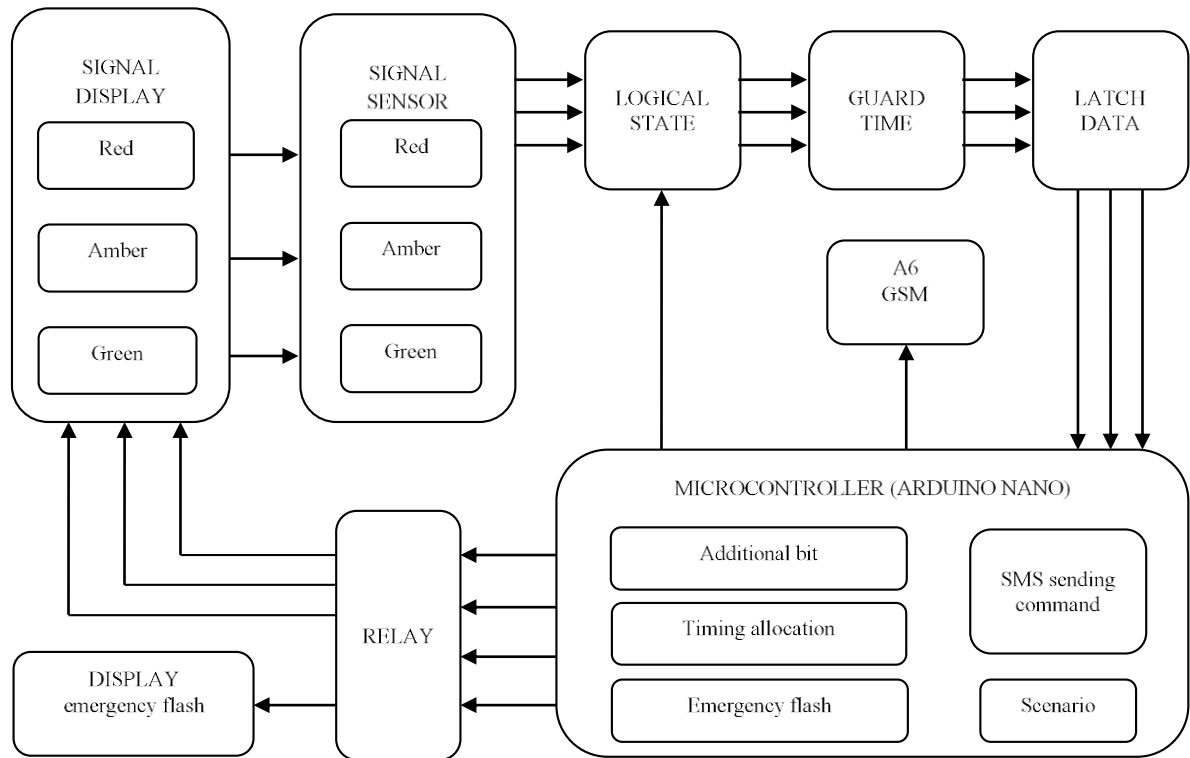 SIGNAL
DISPLAY
Red
Amber
Green
SIGNAL
SENSOR
Red
Amber
Green
LOGICAL
STATE
GUARD
TIME
LATCH
DATA
A6
GSM
MICROCONTROLLER (ARDUINO NANO)
Additional bit
Timing allocation
Emergency flash
SMS sending
command
Scenario
RELAY
DISPLAY
emergency flash